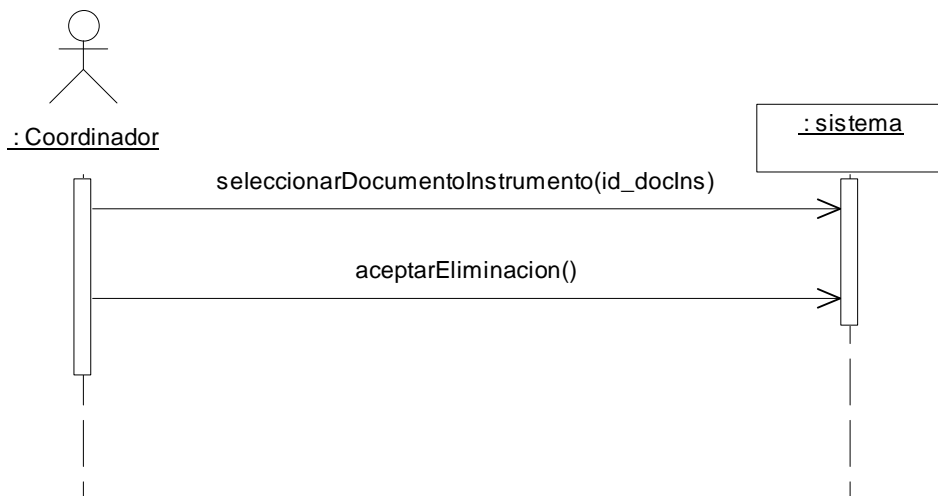 : Coordinador
: sistema
seleccionarDocumentoInstrumento(id_docIns)
aceptarEliminacion()